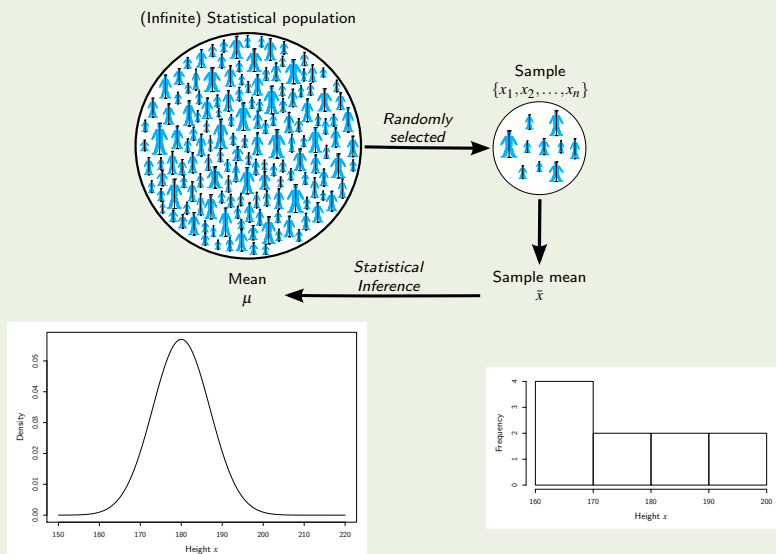 (Infinite) Statistical population
Sample
{x₁, x₂, …, xₙ}
Randomly
selected
Statistical
Inference
Mean
μ
Sample mean
x̄
Density
0.00 0.01 0.02 0.03 0.04 0.05
150 160 170 180 190 200 210 220
Height x
Frequency
0 1 2 3 4
160 170 180 190 200
Height x